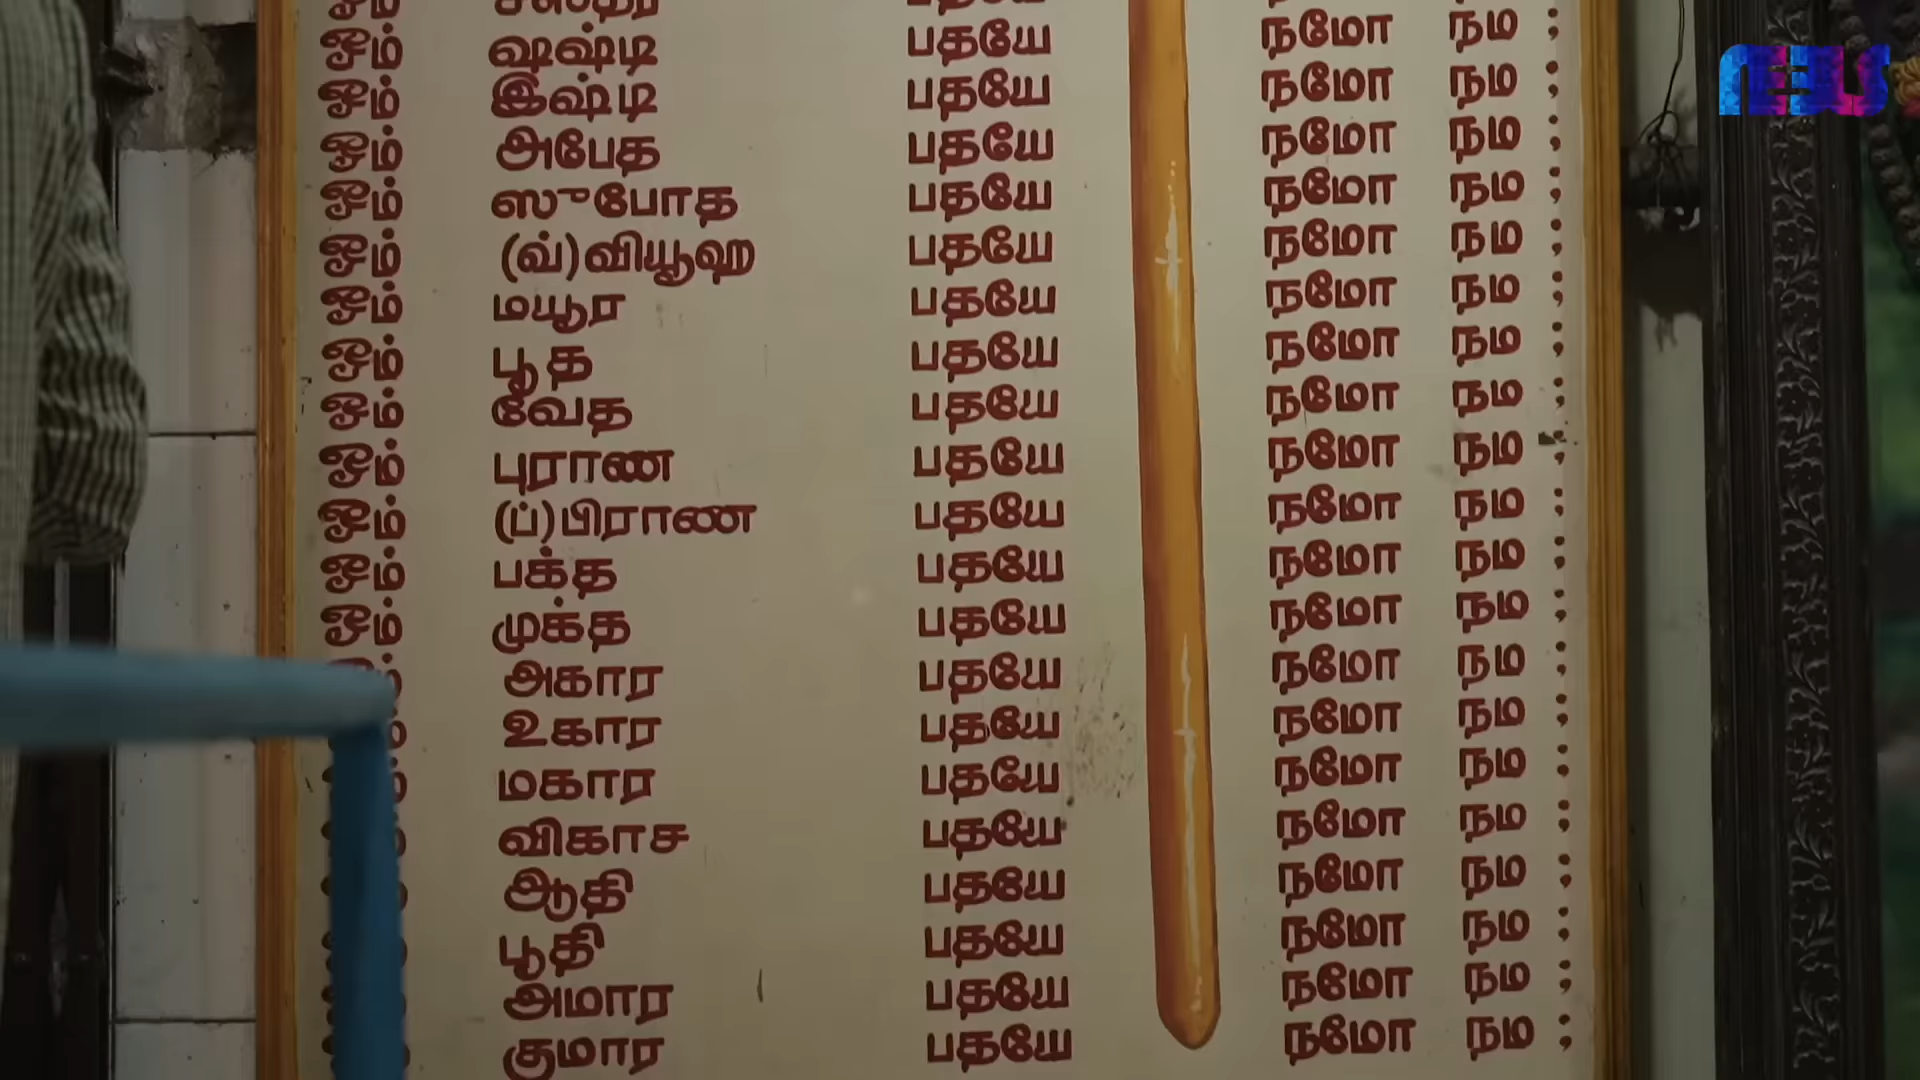 ஓம் ஷஷ்டி பதயே நமோ நம ;
ஓம் இஷ்டி பதயே நமோ நம ;
ஓம் அபேத பதயே நமோ நம ;
ஓம் ஸுபோத பதயே நமோ நம ;
ஓம் (வ்)வியூஹ பதயே நமோ நம ;
ஓம் மயூர பதயே நமோ நம ;
ஓம் பூத பதயே நமோ நம ;
ஓம் வேத பதயே நமோ நம ;
ஓம் புராண பதயே நமோ நம ;
ஓம் (ப்)பிராண பதயே நமோ நம ;
ஓம் பக்த பதயே நமோ நம ;
ஓம் முக்த பதயே நமோ நம ;
அகார பதயே நமோ நம ;
உகார பதயே நமோ நம ;
மகார பதயே நமோ நம ;
விகாச பதயே நமோ நம ;
ஆதி பதயே நமோ நம ;
பூதி பதயே நமோ நம ;
அமார பதயே நமோ நம ;
குமார பதயே நமோ நம ;